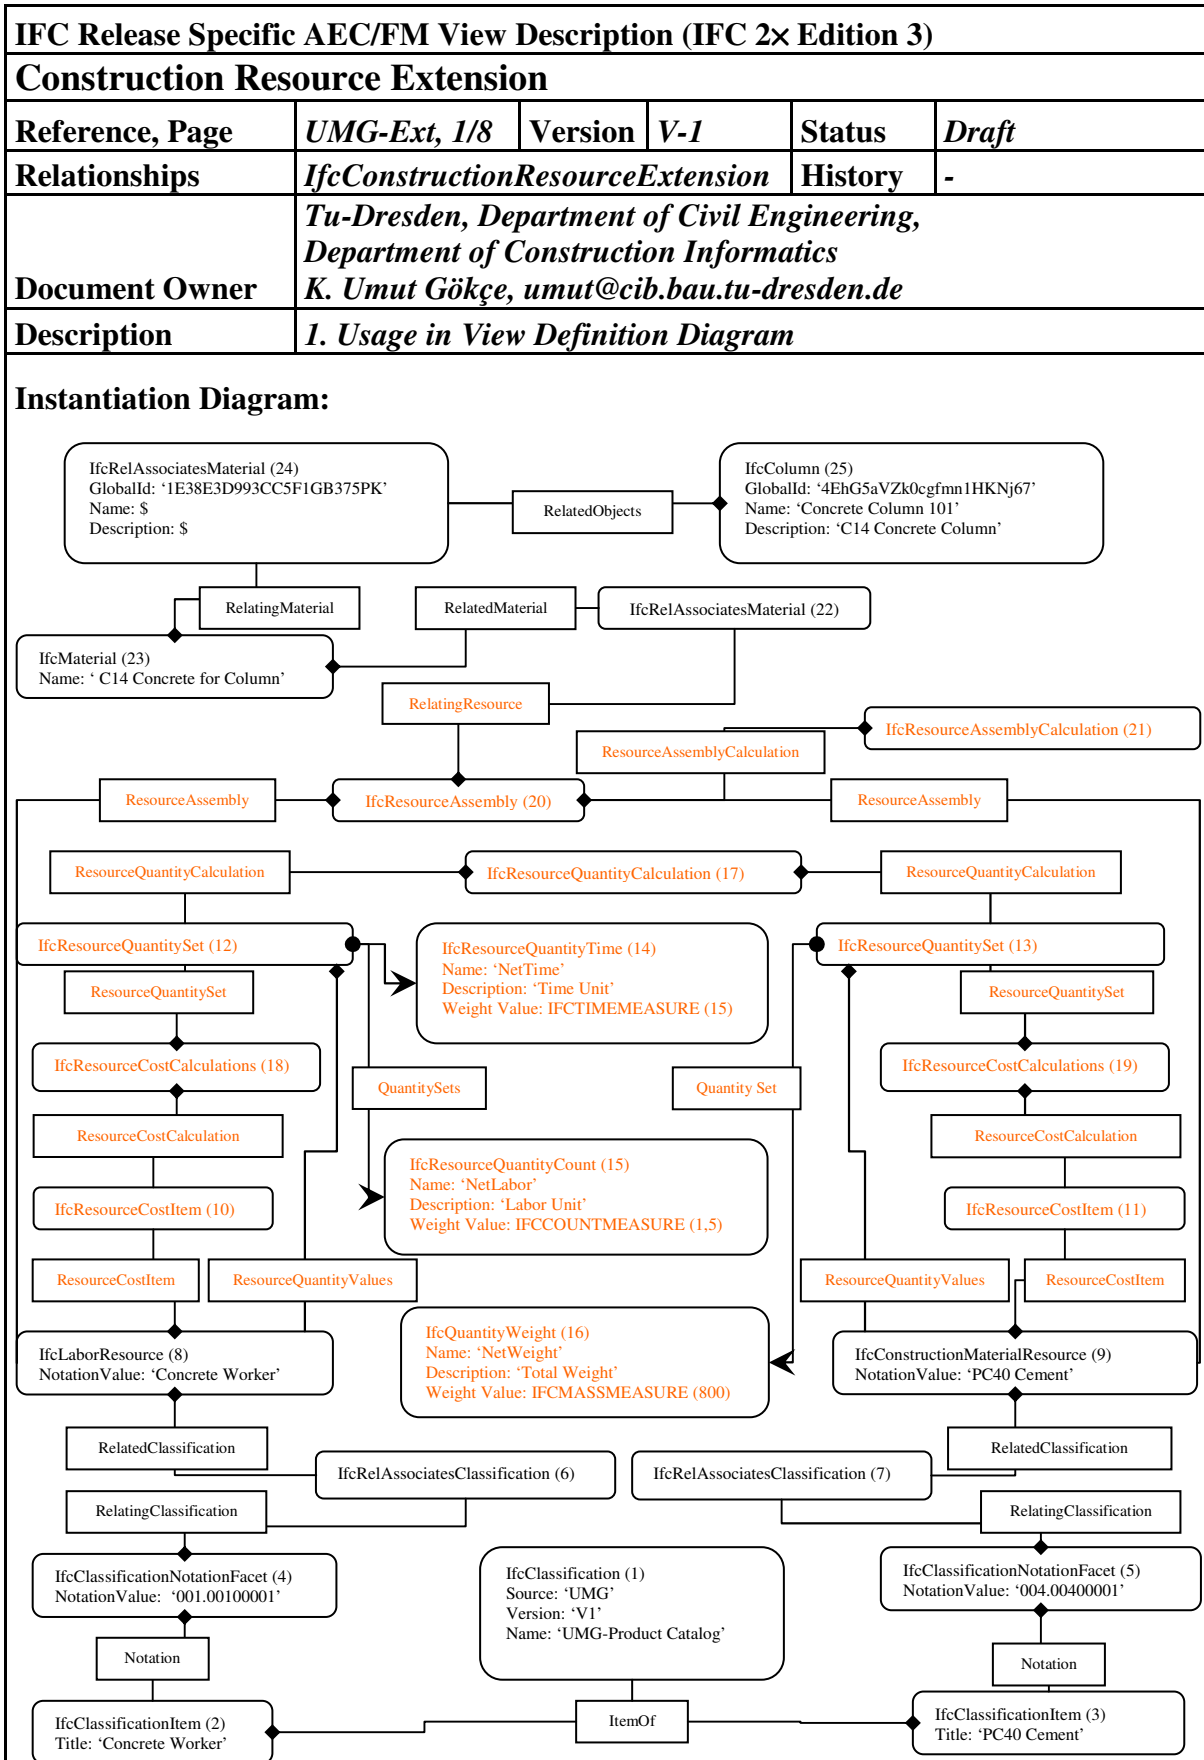 IFC Release Specific AEC/FM View Description (IFC 2× Edition 3)
Construction Resource Extension
Reference, Page UMG-Ext, 1/8 Version V-1 Status Draft
Relationships IfcConstructionResourceExtension History -
Tu-Dresden, Department of Civil Engineering,
Department of Construction Informatics
Document Owner K. Umut Gökçe, umut@cib.bau.tu-dresden.de
Description 1. Usage in View Definition Diagram
Instantiation Diagram:
IfcRelAssociatesMaterial (24)
GlobalId: ‘1E38E3D993CC5F1GB375PK’
Name: $
Description: $
RelatedObjects
IfcColumn (25)
GlobalId: ‘4EhG5aVZk0cgfmn1HKNj67’
Name: ‘Concrete Column 101’
Description: ‘C14 Concrete Column’
RelatingMaterial
RelatedMaterial
IfcRelAssociatesMaterial (22)
IfcMaterial (23)
Name: ‘ C14 Concrete for Column’
RelatingResource
IfcResourceAssemblyCalculation (21)
ResourceAssemblyCalculation
ResourceAssembly
IfcResourceAssembly (20)
ResourceAssembly
ResourceQuantityCalculation
IfcResourceQuantityCalculation (17)
ResourceQuantityCalculation
IfcResourceQuantitySet (12)
IfcResourceQuantityTime (14)
Name: ‘NetTime’
Description: ‘Time Unit’
Weight Value: IFCTIMEMEASURE (15)
IfcResourceQuantitySet (13)
ResourceQuantitySet
ResourceQuantitySet
IfcResourceCostCalculations (18)
IfcResourceCostCalculations (19)
QuantitySets
Quantity Set
ResourceCostCalculation
ResourceCostCalculation
IfcResourceQuantityCount (15)
Name: ‘NetLabor’
Description: ‘Labor Unit’
Weight Value: IFCCOUNTMEASURE (1,5)
IfcResourceCostItem (10)
IfcResourceCostItem (11)
ResourceCostItem
ResourceQuantityValues
ResourceQuantityValues
ResourceCostItem
IfcQuantityWeight (16)
Name: ‘NetWeight’
Description: ‘Total Weight’
Weight Value: IFCMASSMEASURE (800)
IfcLaborResource (8)
NotationValue: ‘Concrete Worker’
IfcConstructionMaterialResource (9)
NotationValue: ‘PC40 Cement’
RelatedClassification
RelatedClassification
IfcRelAssociatesClassification (6)
IfcRelAssociatesClassification (7)
RelatingClassification
RelatingClassification
IfcClassificationNotationFacet (4)
NotationValue: ‘001.00100001’
IfcClassification (1)
Source: ‘UMG’
Version: ‘V1’
Name: ‘UMG-Product Catalog’
IfcClassificationNotationFacet (5)
NotationValue: ‘004.00400001’
Notation
Notation
IfcClassificationItem (2)
Title: ‘Concrete Worker’
ItemOf
IfcClassificationItem (3)
Title: ‘PC40 Cement’